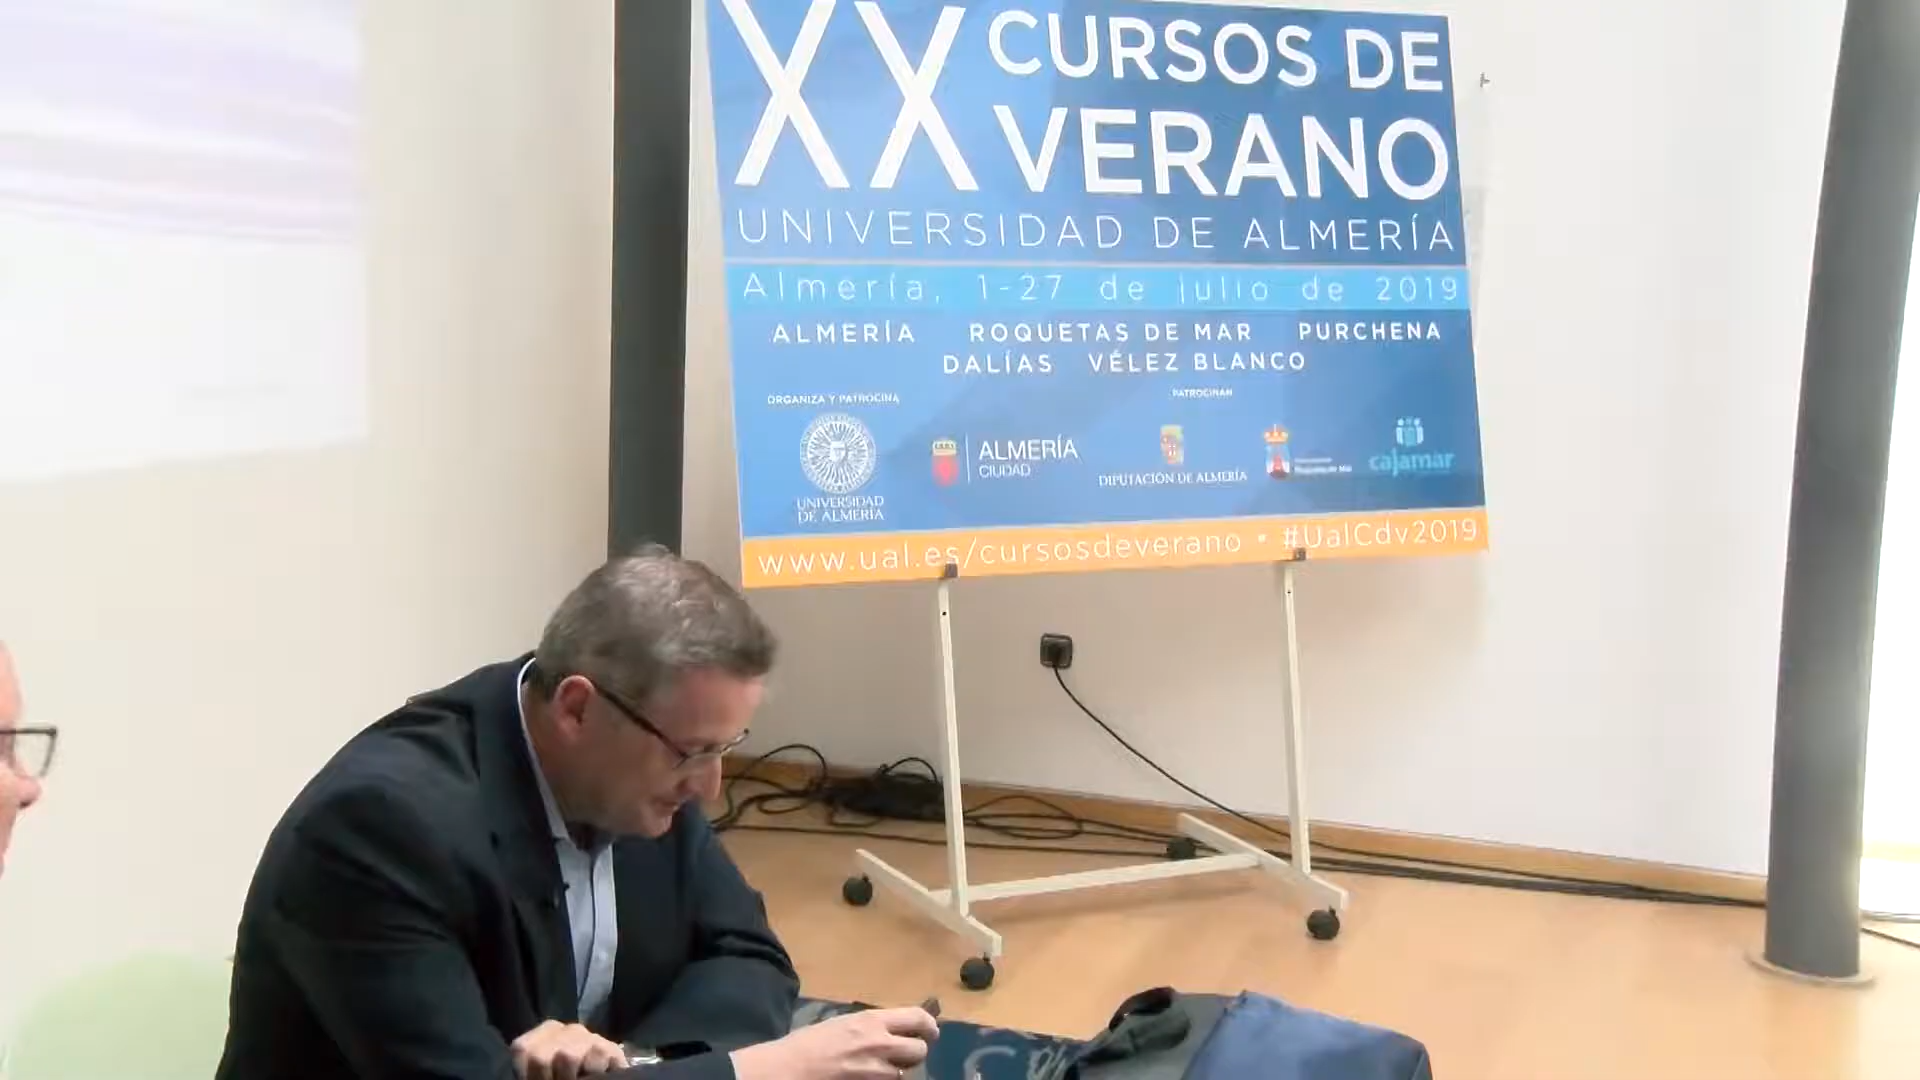 XX CURSOS DE
VERANO
UNIVERSIDAD DE ALMERÍA
Almería, 1-27 de julio de 2019
ALMERÍA ROQUETAS DE MAR PURCHENA
DALÍAS VÉLEZ BLANCO
ORGANIZA Y PATROCINA
PATROCINAN
UNIVERSIDAD
DE ALMERÍA
ALMERÍA
CIUDAD
DIPUTACIÓN DE ALMERÍA
cajamar
www.ual.es/cursosdeverano • #UalCdv2019